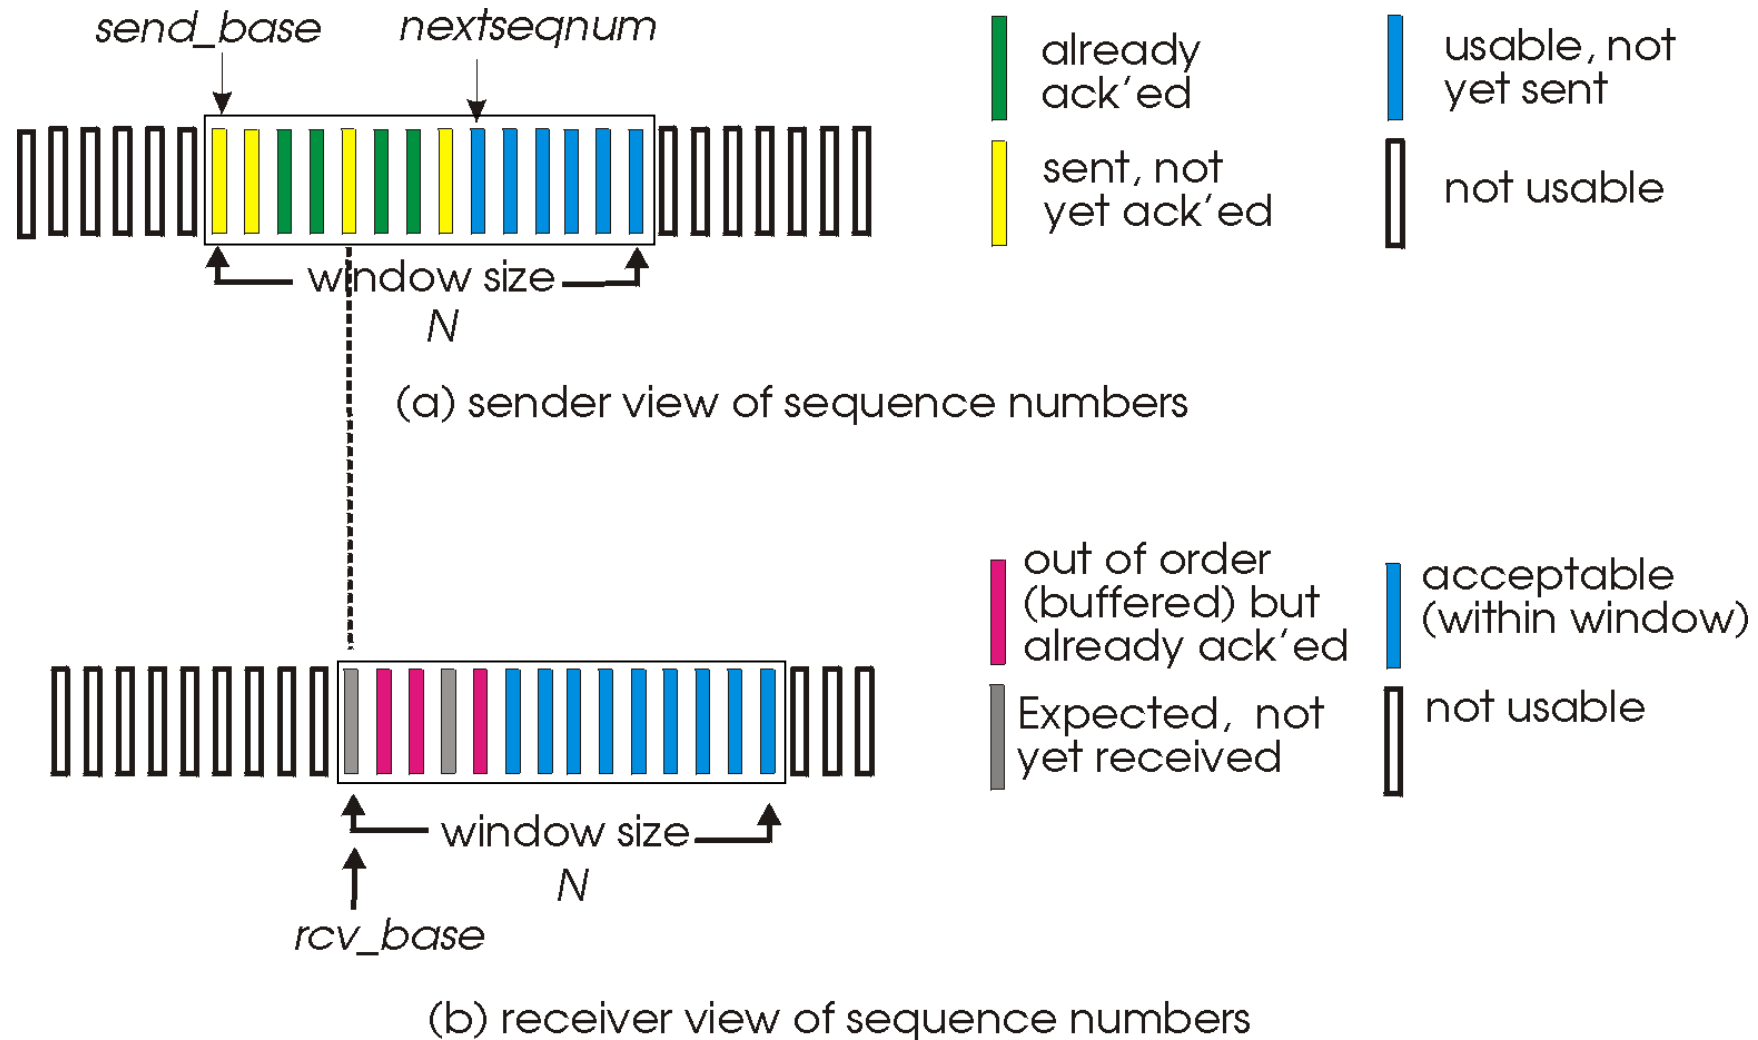 send_base
nextseqnum
already
ack'ed
usable, not
yet sent
sent, not
yet ack'ed
not usable
window size
N
(a) sender view of sequence numbers
out of order
(buffered) but
already ack'ed
acceptable
(within window)
Expected, not
yet received
not usable
window size
N
rcv_base
(b) receiver view of sequence numbers